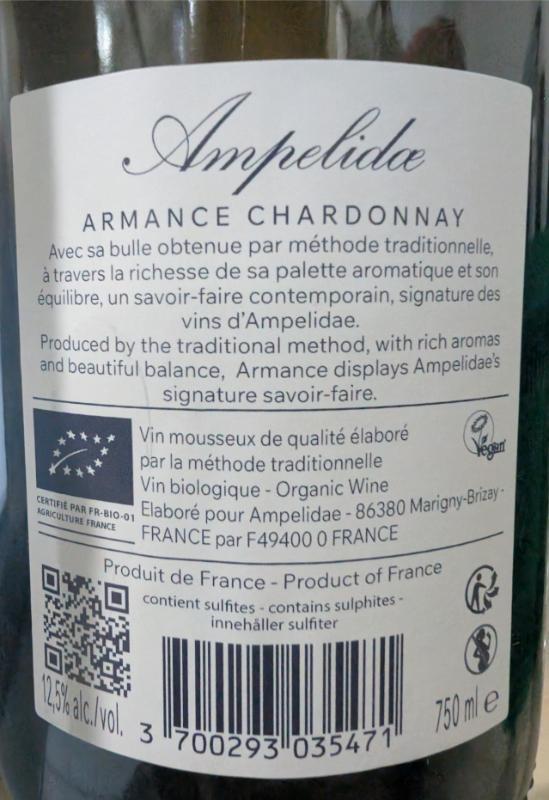 Ampelidæ
ARMANCE CHARDONNAY
Avec sa bulle obtenue par méthode traditionnelle,
à travers la richesse de sa palette aromatique et son
équilibre, un savoir-faire contemporain, signature des
vins d'Ampelidae.
Produced by the traditional method, with rich aromas
and beautiful balance, Armance displays Ampelidae's
signature savoir-faire.
Vin mousseux de qualité élaboré
par la méthode traditionnelle
Vin biologique - Organic Wine
Elaboré pour Ampelidae - 86380 Marigny-Brizay -
FRANCE par F49400 0 FRANCE
Vegan
CERTIFIÉ PAR FR-BIO-01
AGRICULTURE FRANCE
Produit de France - Product of France
contient sulfites - contains sulphites -
innehåller sulfiter
12,5% alc./vol.
3 700293 035471
750 ml e